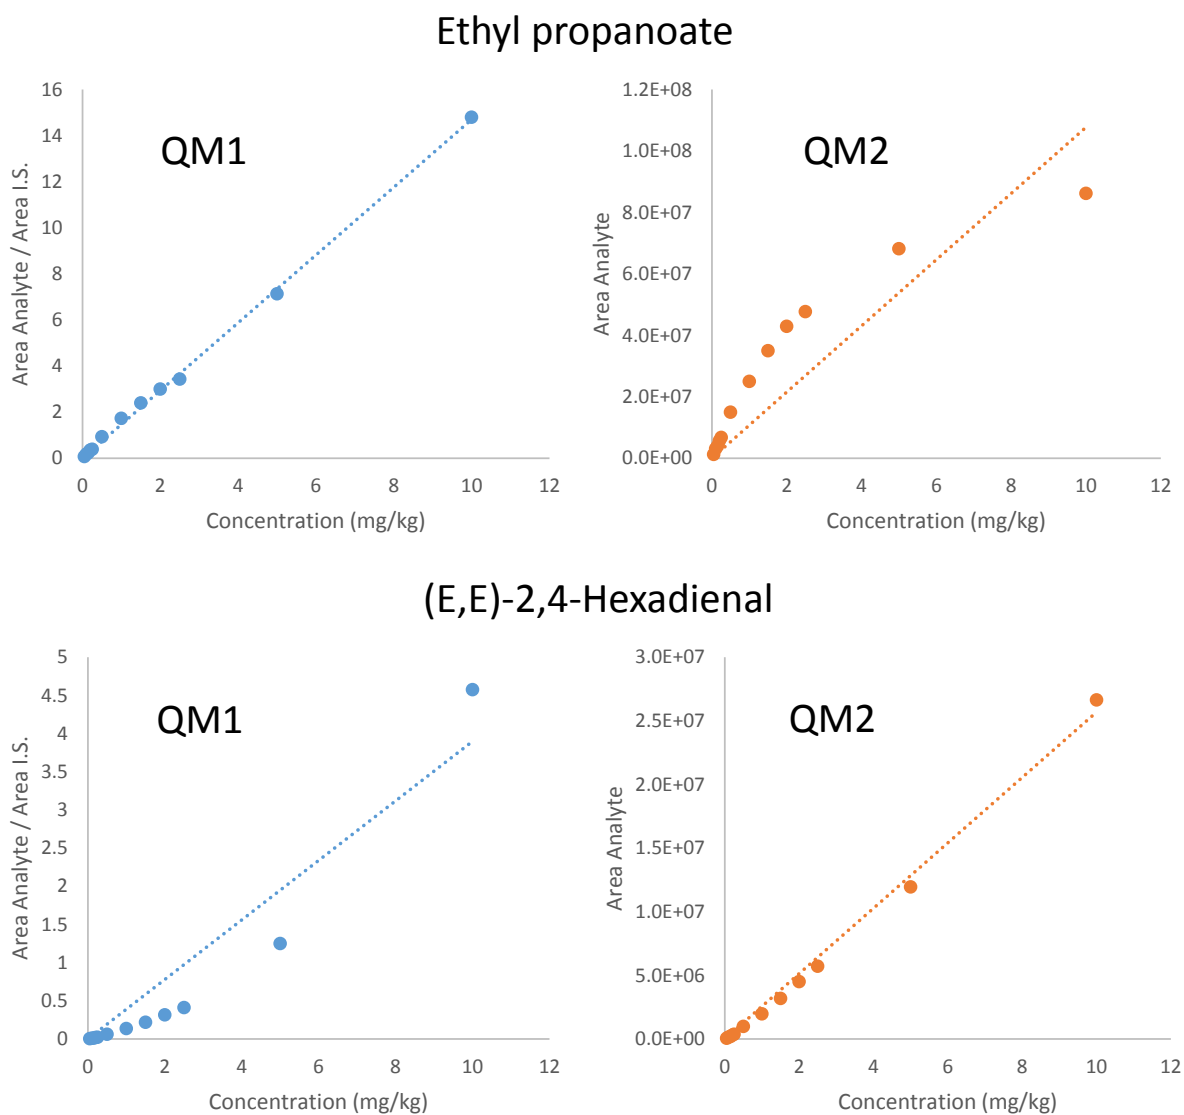 Ethyl propanoate
QM1
Area Analyte / Area I.S.
16
14
12
10
8
6
4
2
0
0 2 4 6 8 10 12
Concentration (mg/kg)
QM2
Area Analyte
1.2E+08
1.0E+08
8.0E+07
6.0E+07
4.0E+07
2.0E+07
0.0E+00
0 2 4 6 8 10 12
Concentration (mg/kg)
(E,E)-2,4-Hexadienal
QM1
Area Analyte / Area I.S.
5
4.5
4
3.5
3
2.5
2
1.5
1
0.5
0
0 2 4 6 8 10 12
Concentration (mg/kg)
QM2
Area Analyte
3.0E+07
2.5E+07
2.0E+07
1.5E+07
1.0E+07
5.0E+06
0.0E+00
0 2 4 6 8 10 12
Concentration (mg/kg)